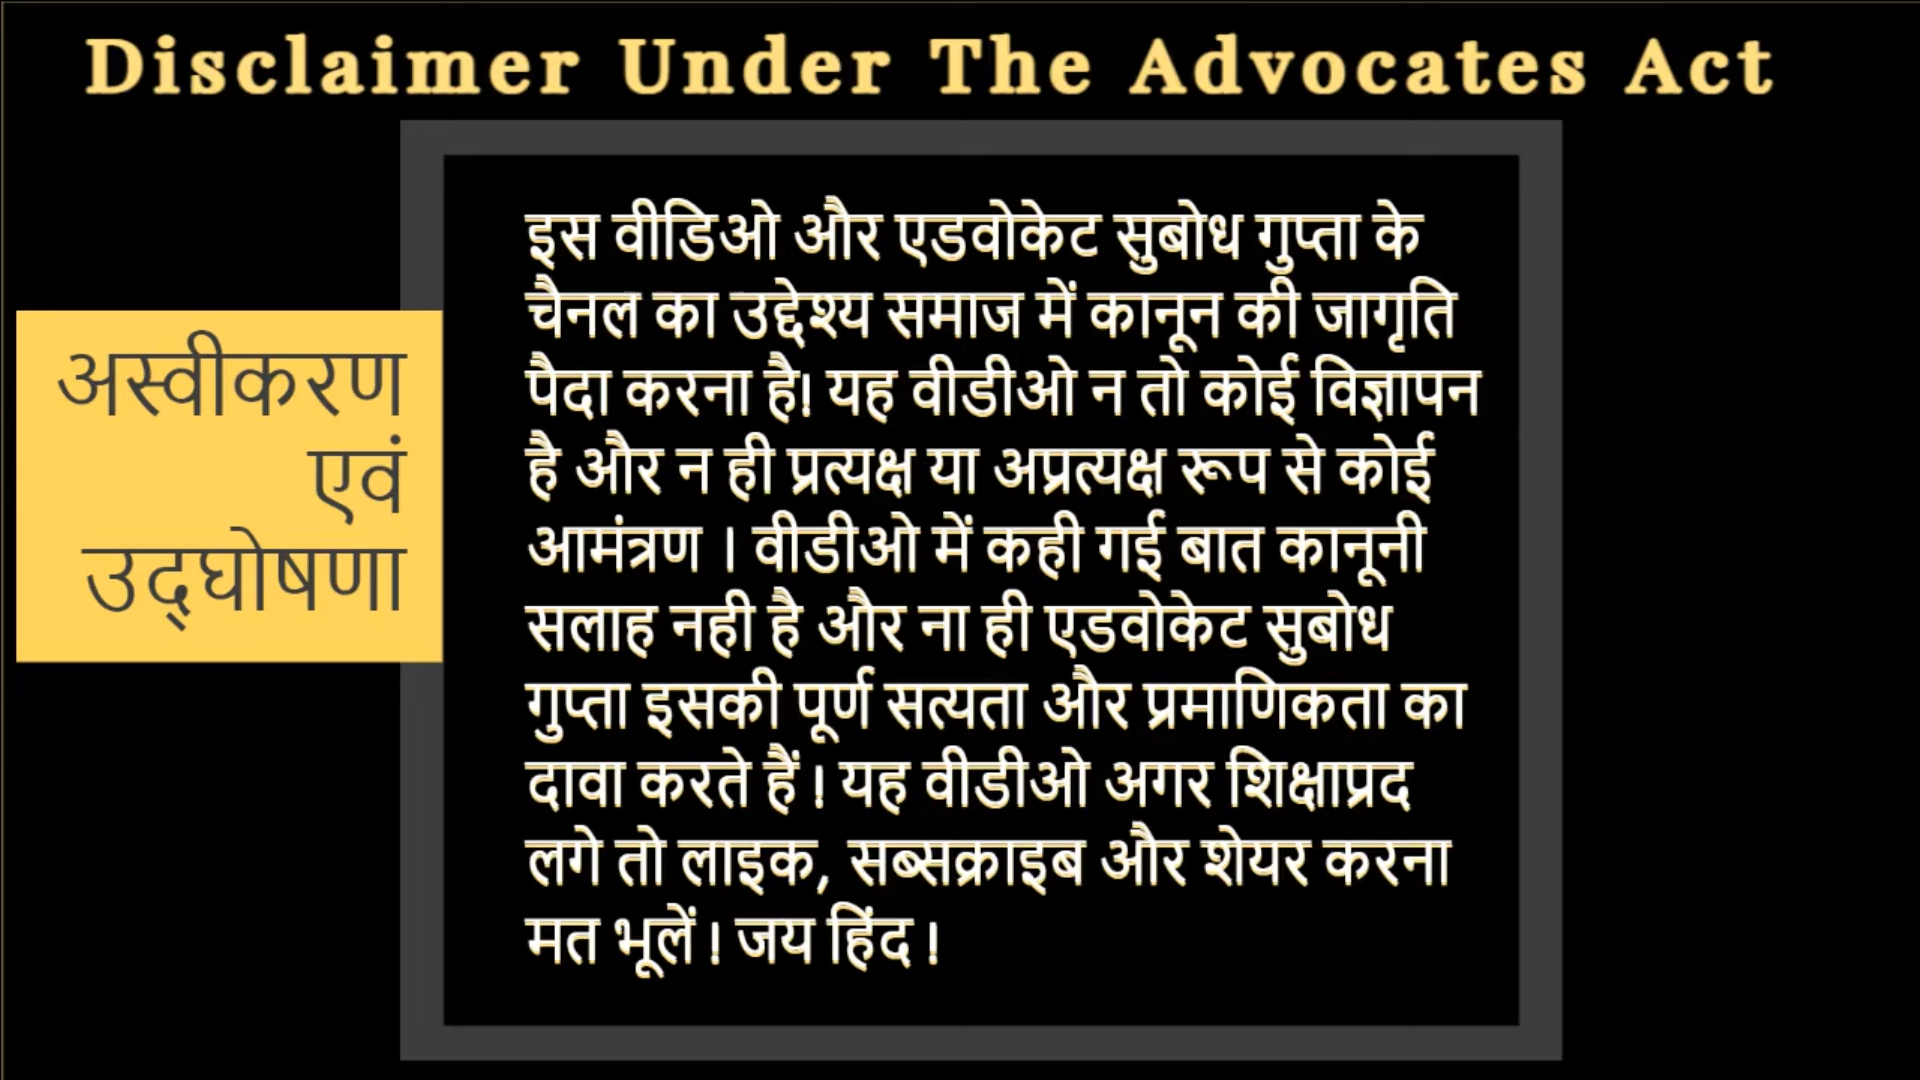 Disclaimer Under The Advocates Act
अस्वीकरण
एवं
उद्घोषणा
इस वीडिओ और एडवोकेट सुबोध गुप्ता के
चैनल का उद्देश्य समाज में कानून की जागृति
पैदा करना है! यह वीडीओ न तो कोई विज्ञापन
है और न ही प्रत्यक्ष या अप्रत्यक्ष रूप से कोई
आमंत्रण । वीडीओ में कही गई बात कानूनी
सलाह नही है और ना ही एडवोकेट सुबोध
गुप्ता इसकी पूर्ण सत्यता और प्रमाणिकता का
दावा करते हैं ! यह वीडीओ अगर शिक्षाप्रद
लगे तो लाइक, सब्सक्राइब और शेयर करना
मत भूलें ! जय हिंद !